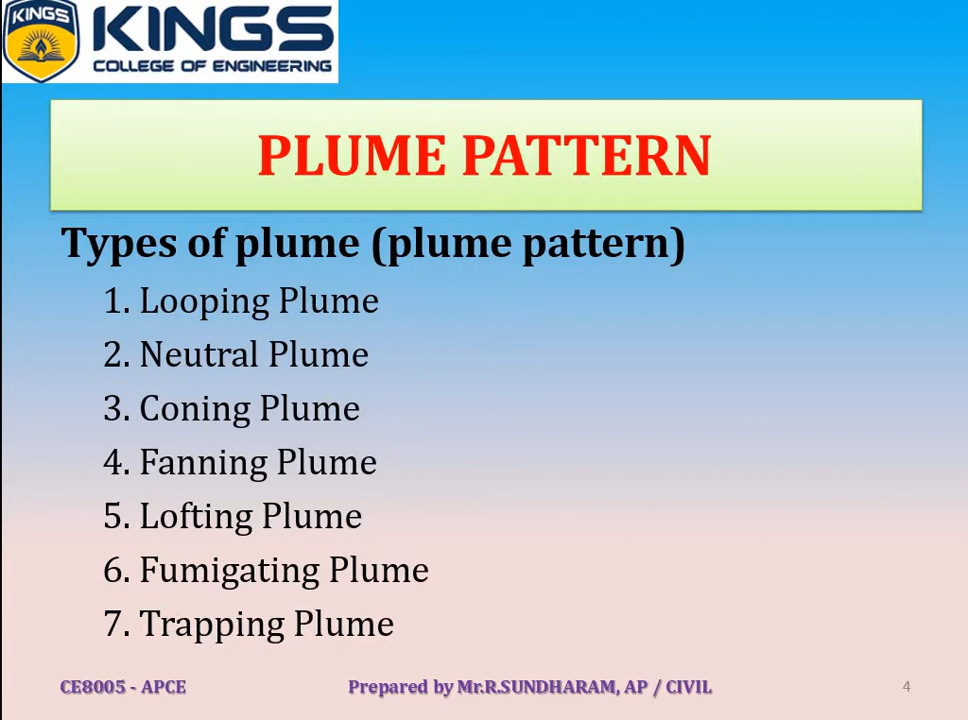 KINGS
KINGS
COLLEGE OF ENGINEERING
PLUME PATTERN
Types of plume (plume pattern)
1. Looping Plume
2. Neutral Plume
3. Coning Plume
4. Fanning Plume
5. Lofting Plume
6. Fumigating Plume
7. Trapping Plume
CE8005 - APCE Prepared by Mr.R.SUNDHARAM, AP / CIVIL 4